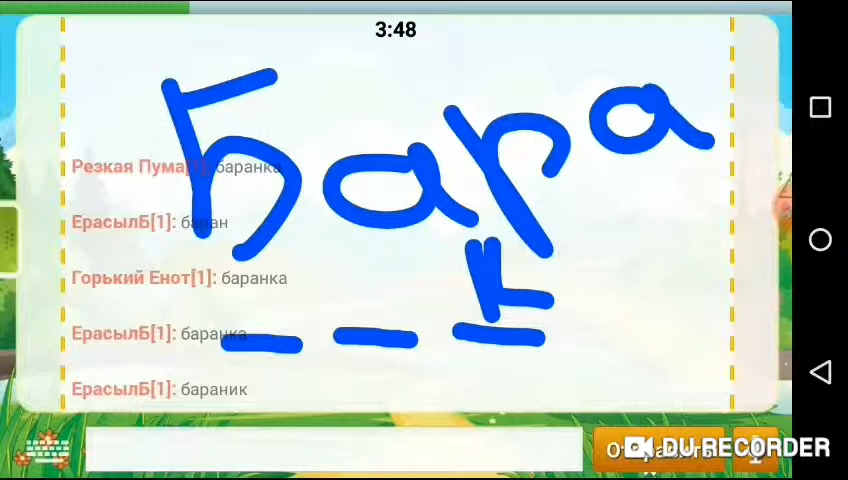 3:48
Бара
Резкая Пума[1]: баранка
ЕрасылБ[1]: баран
к
Горький Енот[1]: баранка
ЕрасылБ[1]: баранка
ЕрасылБ[1]: бараник
DU RECORDER